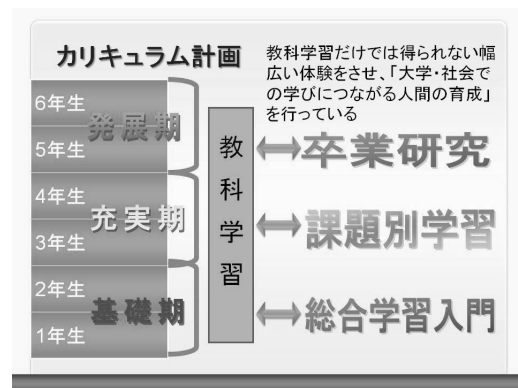 カリキュラム計画
教科学習だけでは得られない幅
広い体験をさせ、「大学・社会で
の学びにつながる人間の育成」
を行っている
6年生
発展期
5年生
4年生
充実期
3年生
2年生
基礎期
1年生
教科学習
卒業研究
課題別学習
総合学習入門